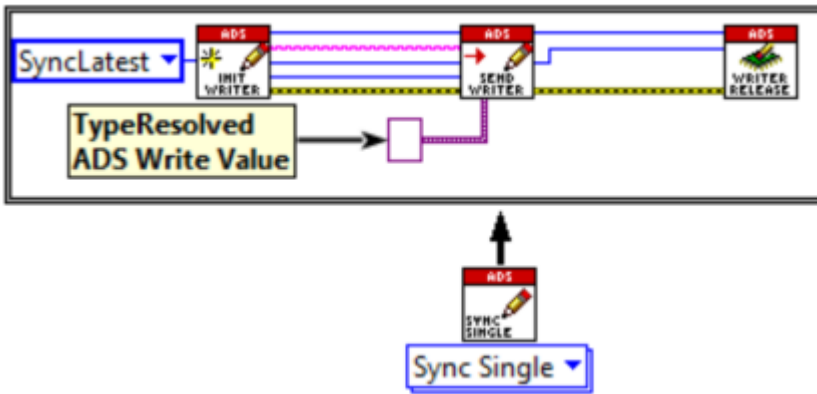 ADS
ADS
ADS
SyncLatest
INIT
WRITER
SEND
WRITER
WRITER
RELEASE
TypeResolved
ADS Write Value
ADS
SYNC
SINGLE
Sync Single